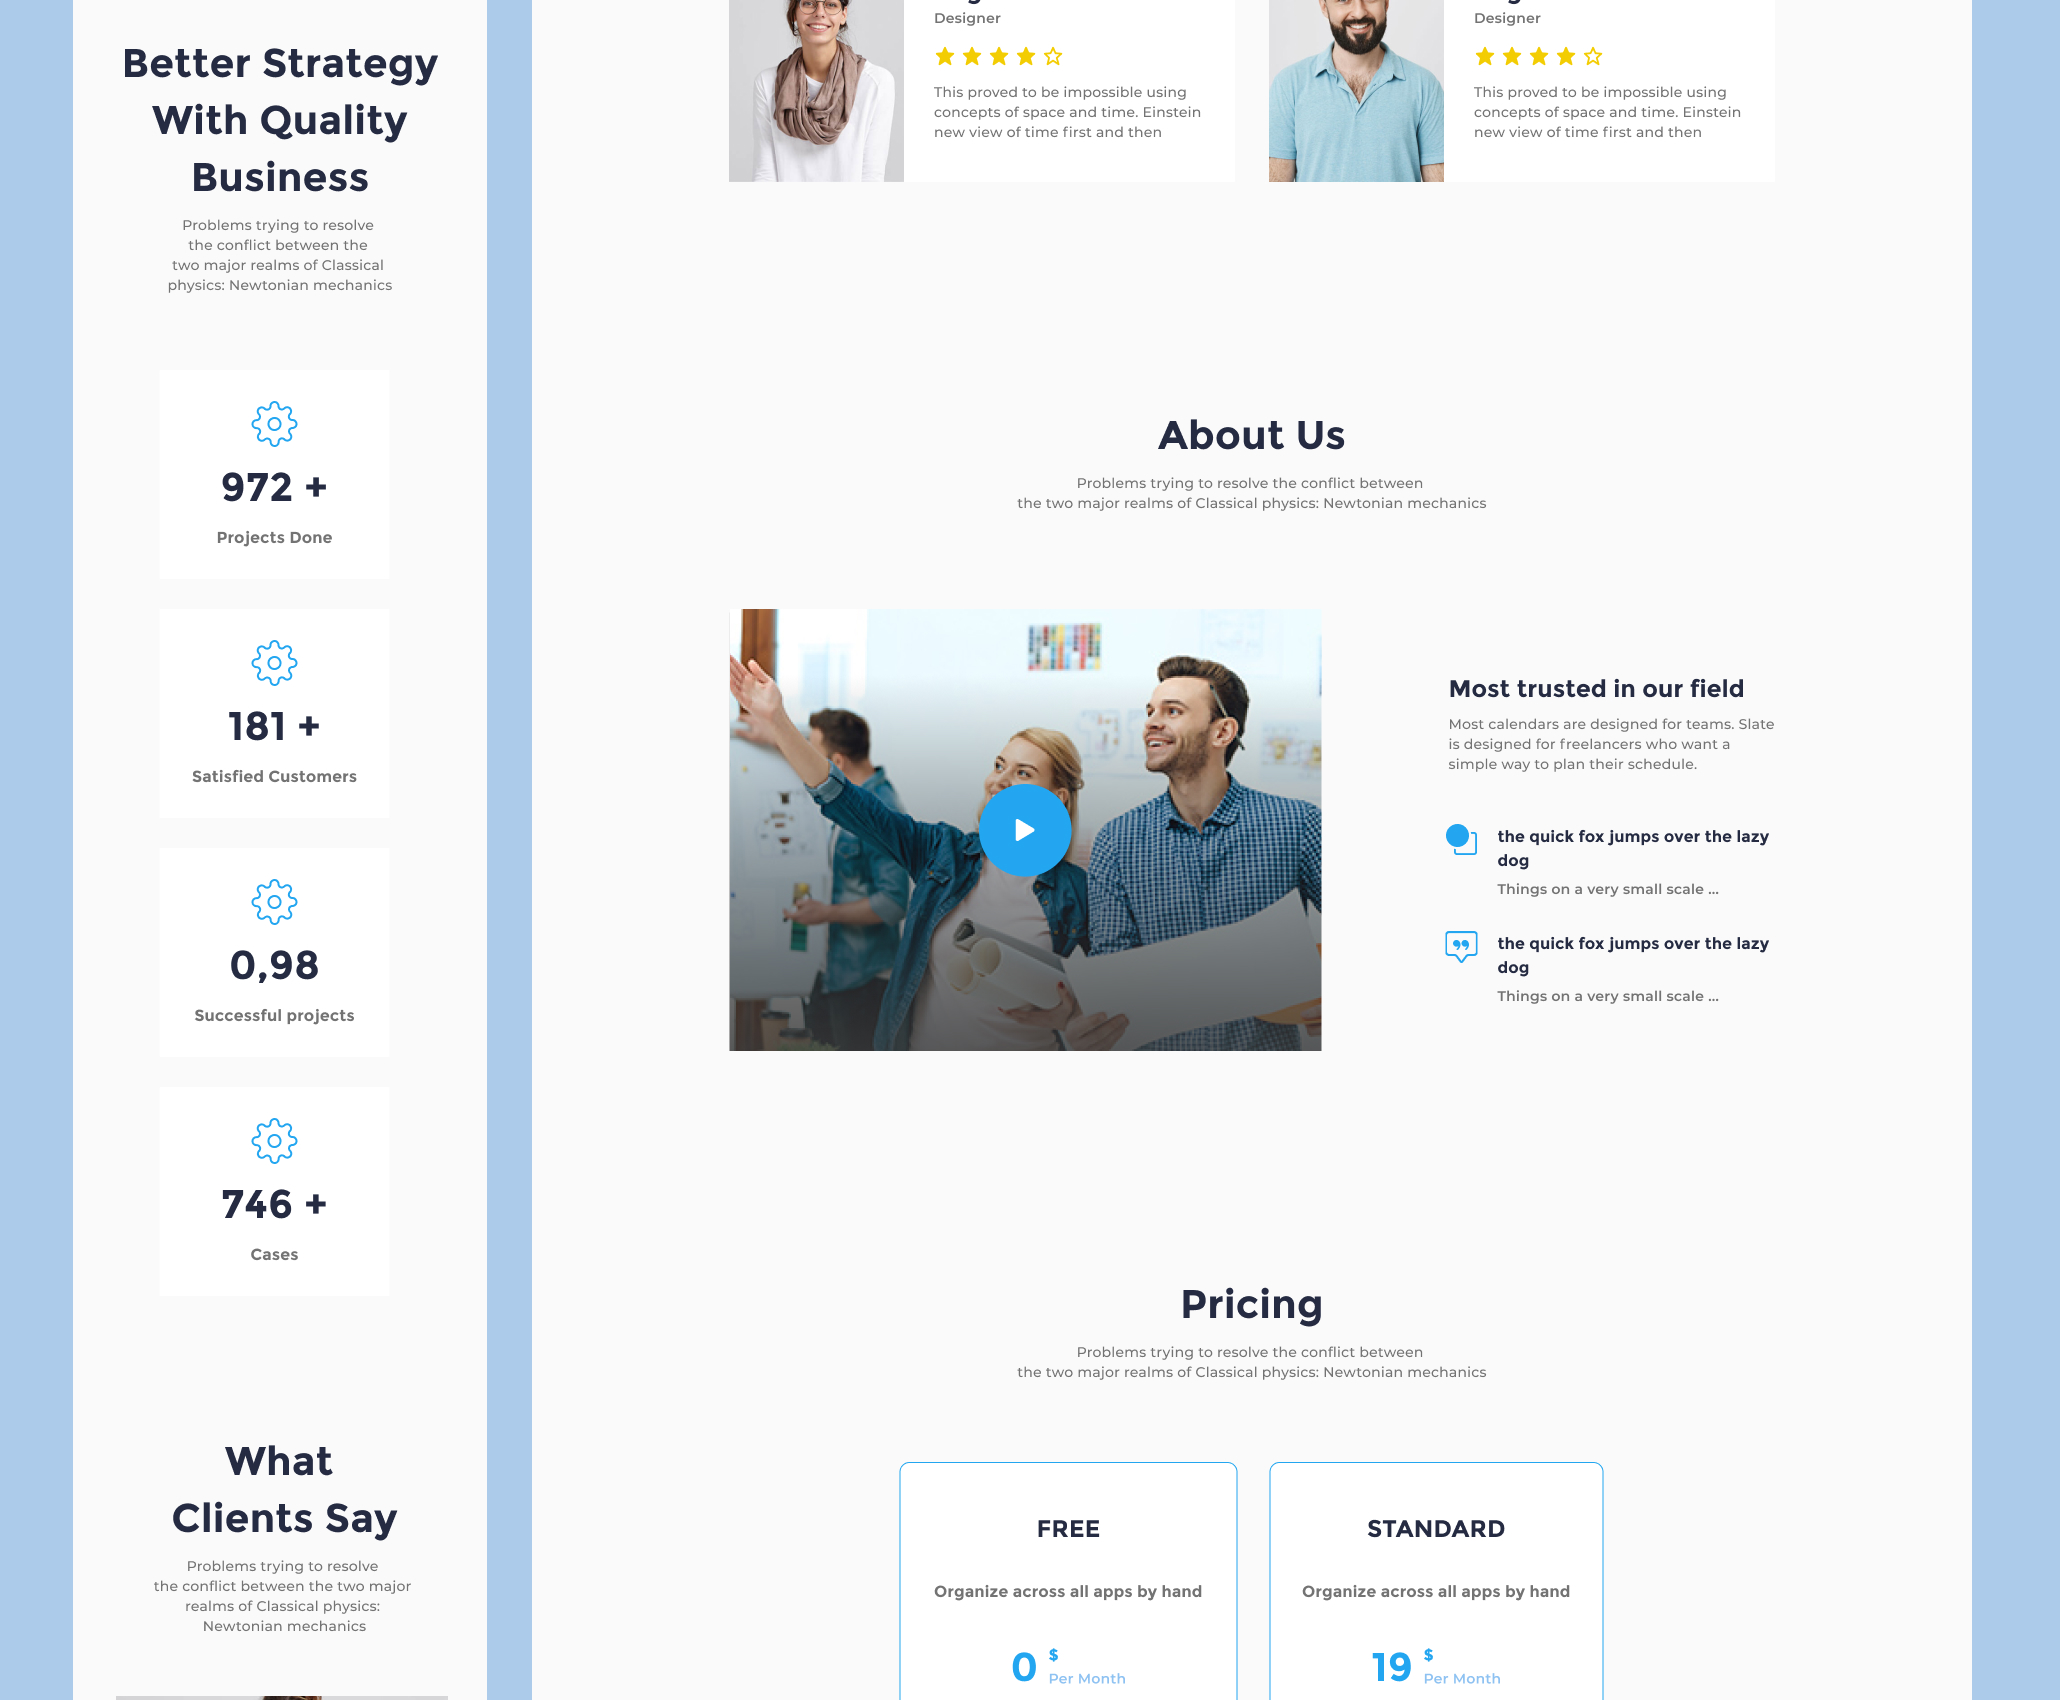 Better Strategy
With Quality
Business
Problems trying to resolve
the conflict between the
two major realms of Classical
physics: Newtonian mechanics
972 +
Projects Done
181 +
Satisfied Customers
0,98
Successful projects
746 +
Cases
What
Clients Say
Problems trying to resolve
the conflict between the two major
realms of Classical physics:
Newtonian mechanics
Designer
This proved to be impossible using
concepts of space and time. Einstein
new view of time first and then
Designer
This proved to be impossible using
concepts of space and time. Einstein
new view of time first and then
About Us
Problems trying to resolve the conflict between
the two major realms of Classical physics: Newtonian mechanics
Most trusted in our field
Most calendars are designed for teams. Slate
is designed for freelancers who want a
simple way to plan their schedule.
the quick fox jumps over the lazy
dog
Things on a very small scale ...
the quick fox jumps over the lazy
dog
Things on a very small scale ...
Pricing
Problems trying to resolve the conflict between
the two major realms of Classical physics: Newtonian mechanics
FREE
Organize across all apps by hand
0 $
Per Month
STANDARD
Organize across all apps by hand
19 $
Per Month